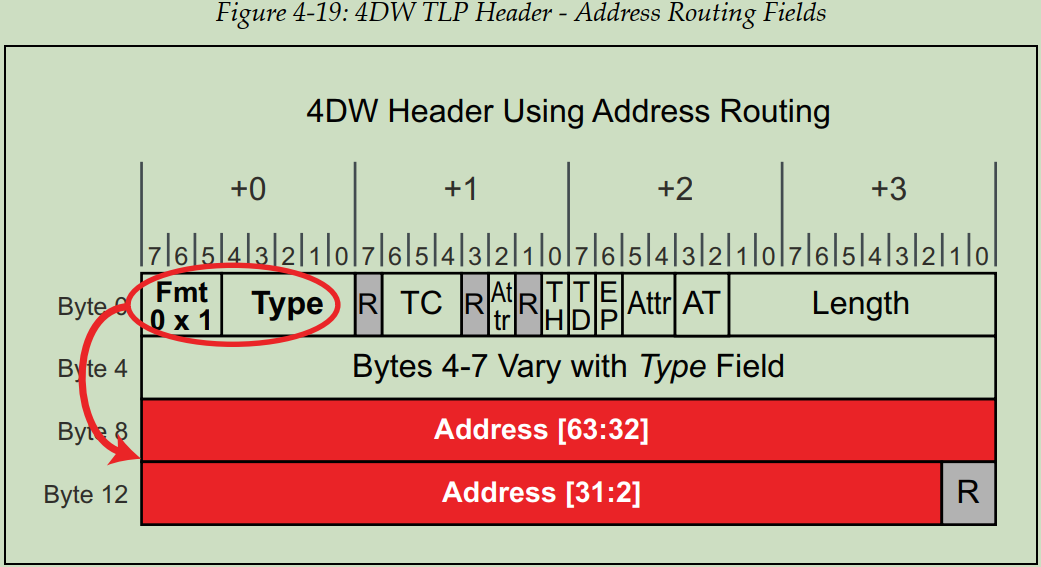 Figure 4-19: 4DW TLP Header - Address Routing Fields
4DW Header Using Address Routing
+0 +1 +2 +3
7 6 5 4 3 2 1 0 7 6 5 4 3 2 1 0 7 6 5 4 3 2 1 0 7 6 5 4 3 2 1 0
Byte 0 Fmt 0 x 1 Type R TC R Attr R TH TD EP Attr AT Length
Byte 4 Bytes 4-7 Vary with Type Field
Byte 8 Address [63:32]
Byte 12 Address [31:2] R